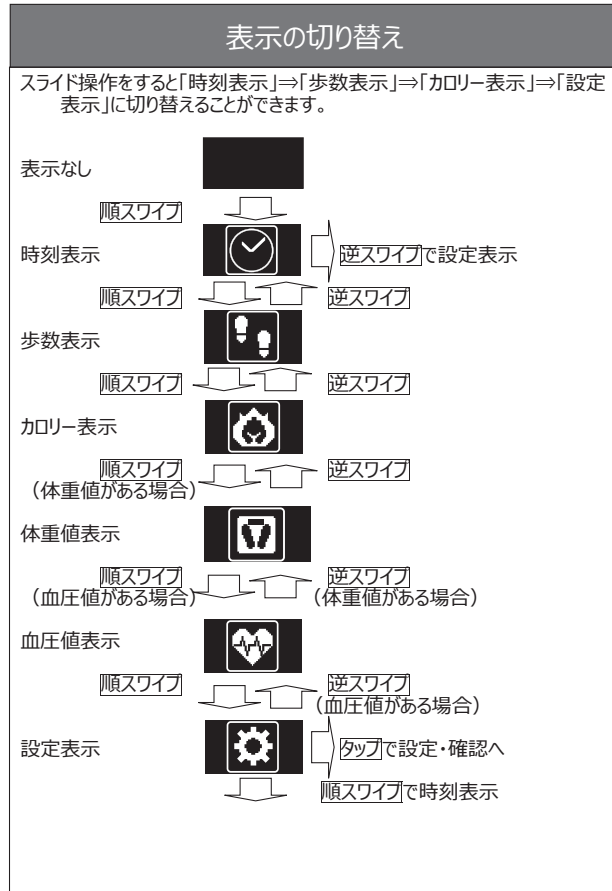 表示の切り替え
スライド操作をすると「時刻表示」⇒「歩数表示」⇒「カロリー表示」⇒「設定
表示」に切り替えることができます。
表示なし
順スワイプ
時刻表示
逆スワイプで設定表示
順スワイプ 逆スワイプ
歩数表示
順スワイプ 逆スワイプ
カロリー表示
順スワイプ 逆スワイプ
（体重値がある場合）
体重値表示
順スワイプ 逆スワイプ
（血圧値がある場合） （体重値がある場合）
血圧値表示
順スワイプ 逆スワイプ
（血圧値がある場合）
設定表示
タップで設定・確認へ
順スワイプで時刻表示